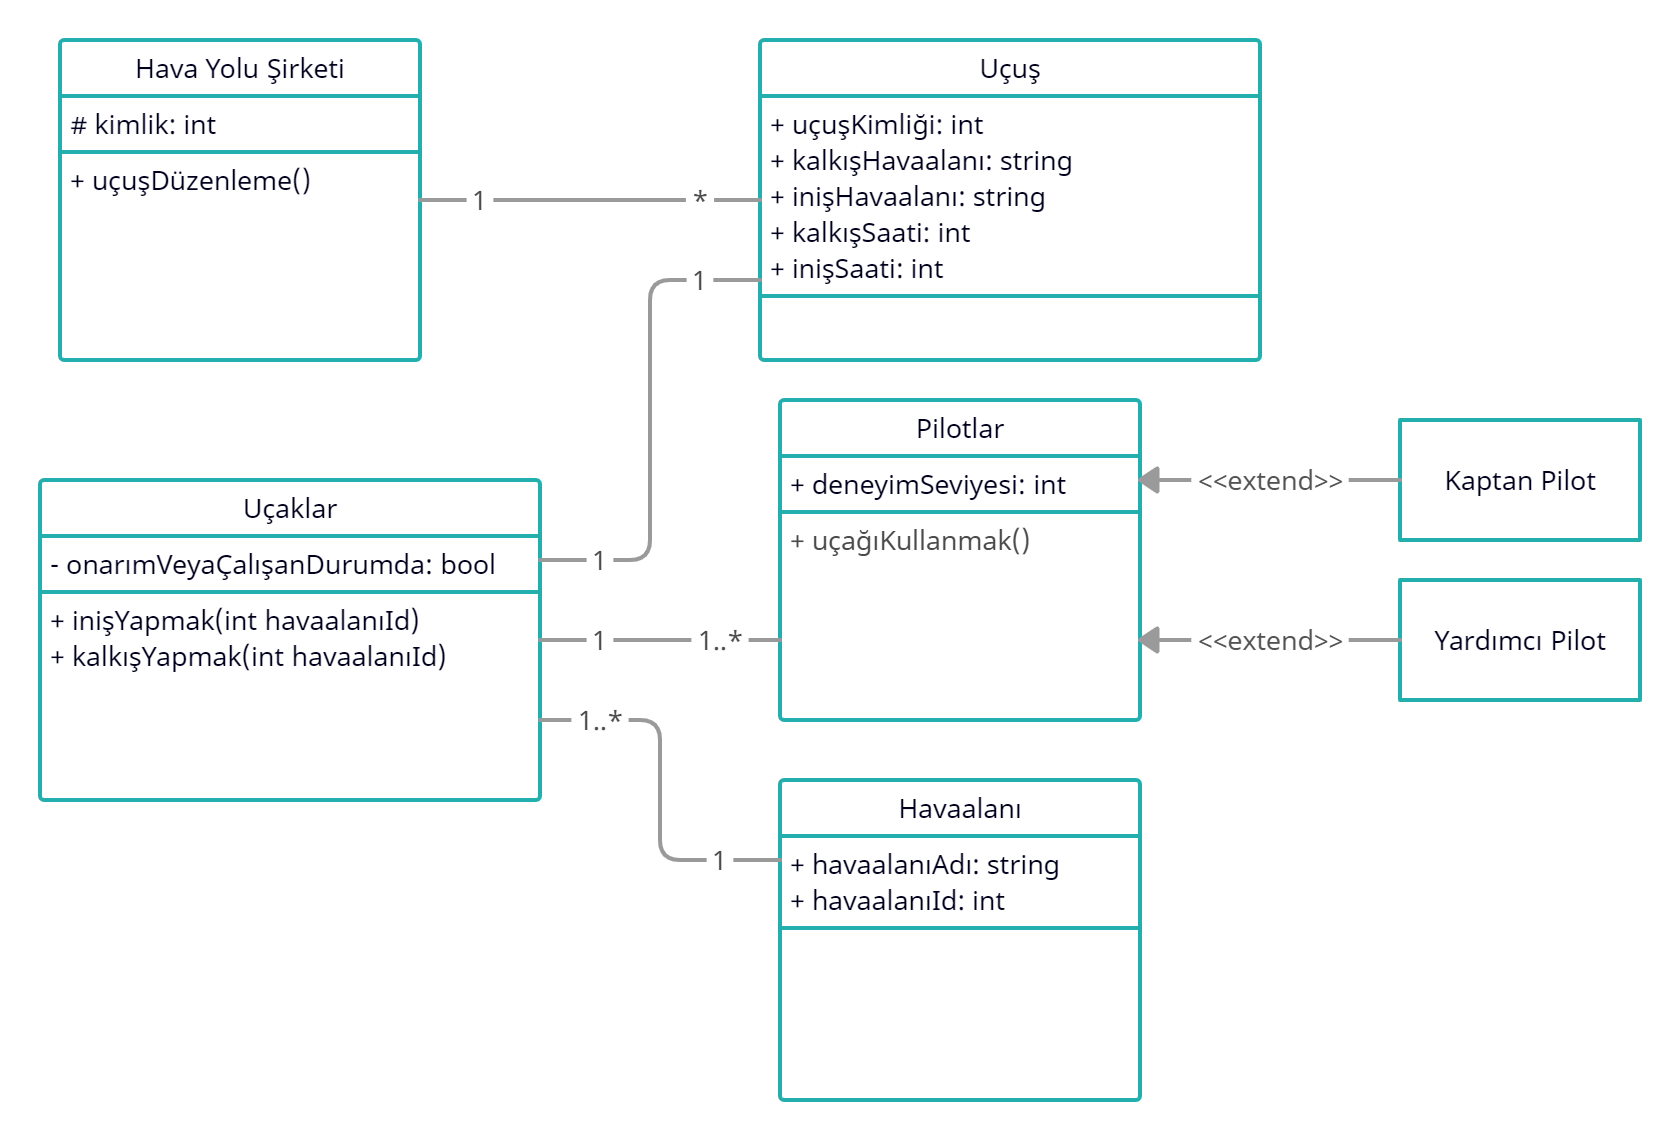 Hava Yolu Şirketi
# kimlik: int
+ uçuşDüzenleme()
1
*
Uçuş
+ uçuşKimliği: int
+ kalkışHavaalanı: string
+ inişHavaalanı: string
+ kalkışSaati: int
+ inişSaati: int
1
Uçaklar
- onarımVeyaÇalışanDurumda: bool
+ inişYapmak(int havaalanıId)
+ kalkışYapmak(int havaalanıId)
1
1
1..*
1..*
1
Pilotlar
+ deneyimSeviyesi: int
+ uçağıKullanmak()
<<extend>>
Kaptan Pilot
<<extend>>
Yardımcı Pilot
Havaalanı
+ havaalanıAdı: string
+ havaalanıId: int